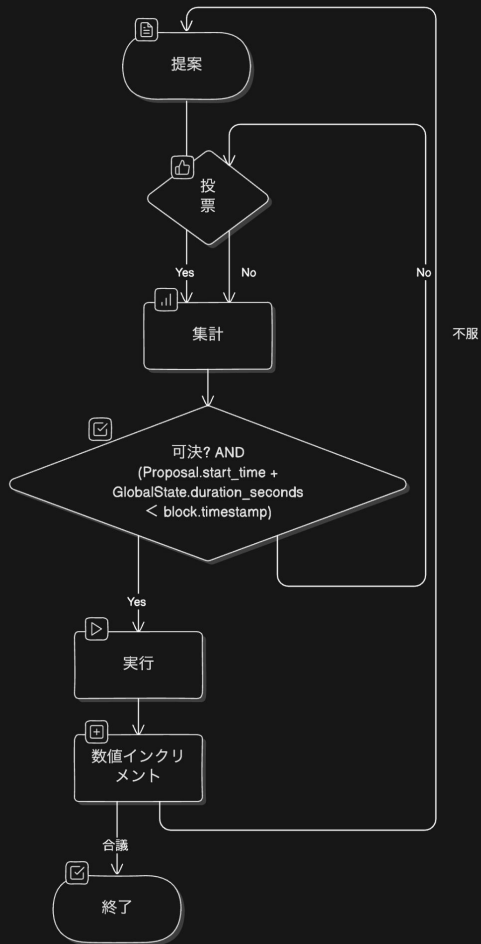 提案
投
票
Yes
No
No
不服
集計
可決? AND
(Proposal.start_time +
GlobalState.duration_seconds
< block.timestamp)
Yes
実行
数値インクリ
メント
合議
終了